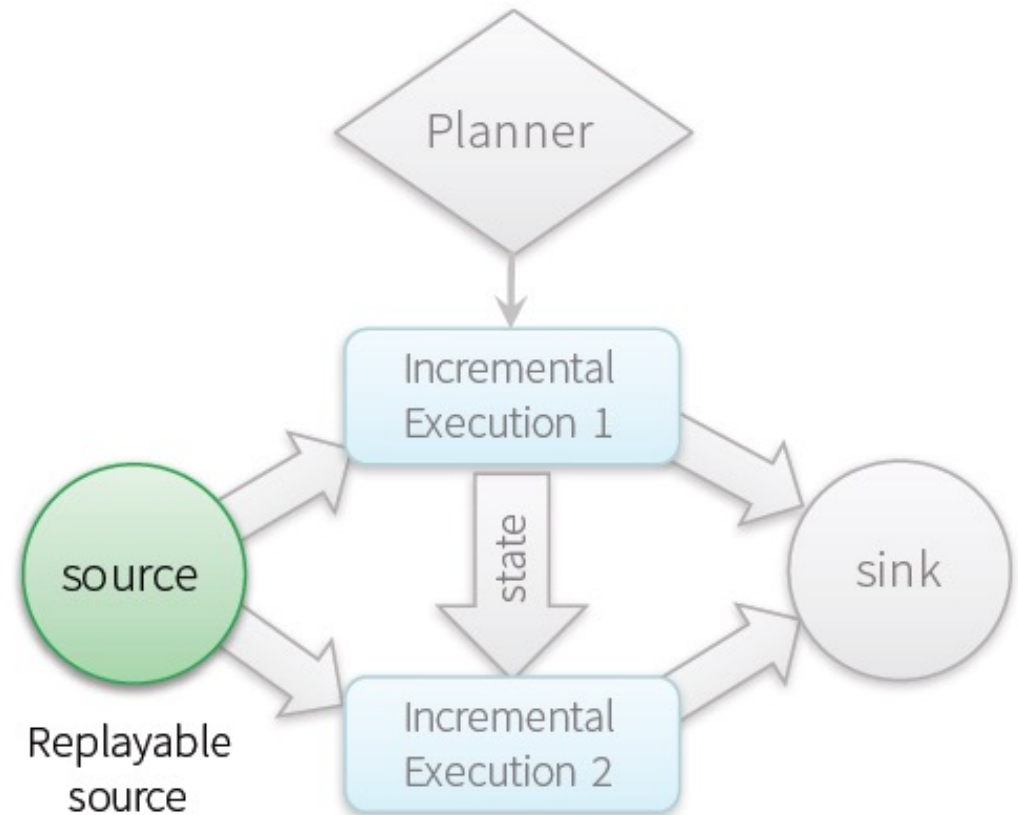 Planner
Incremental
Execution 1
source
state
sink
Incremental
Execution 2
Replayable
source